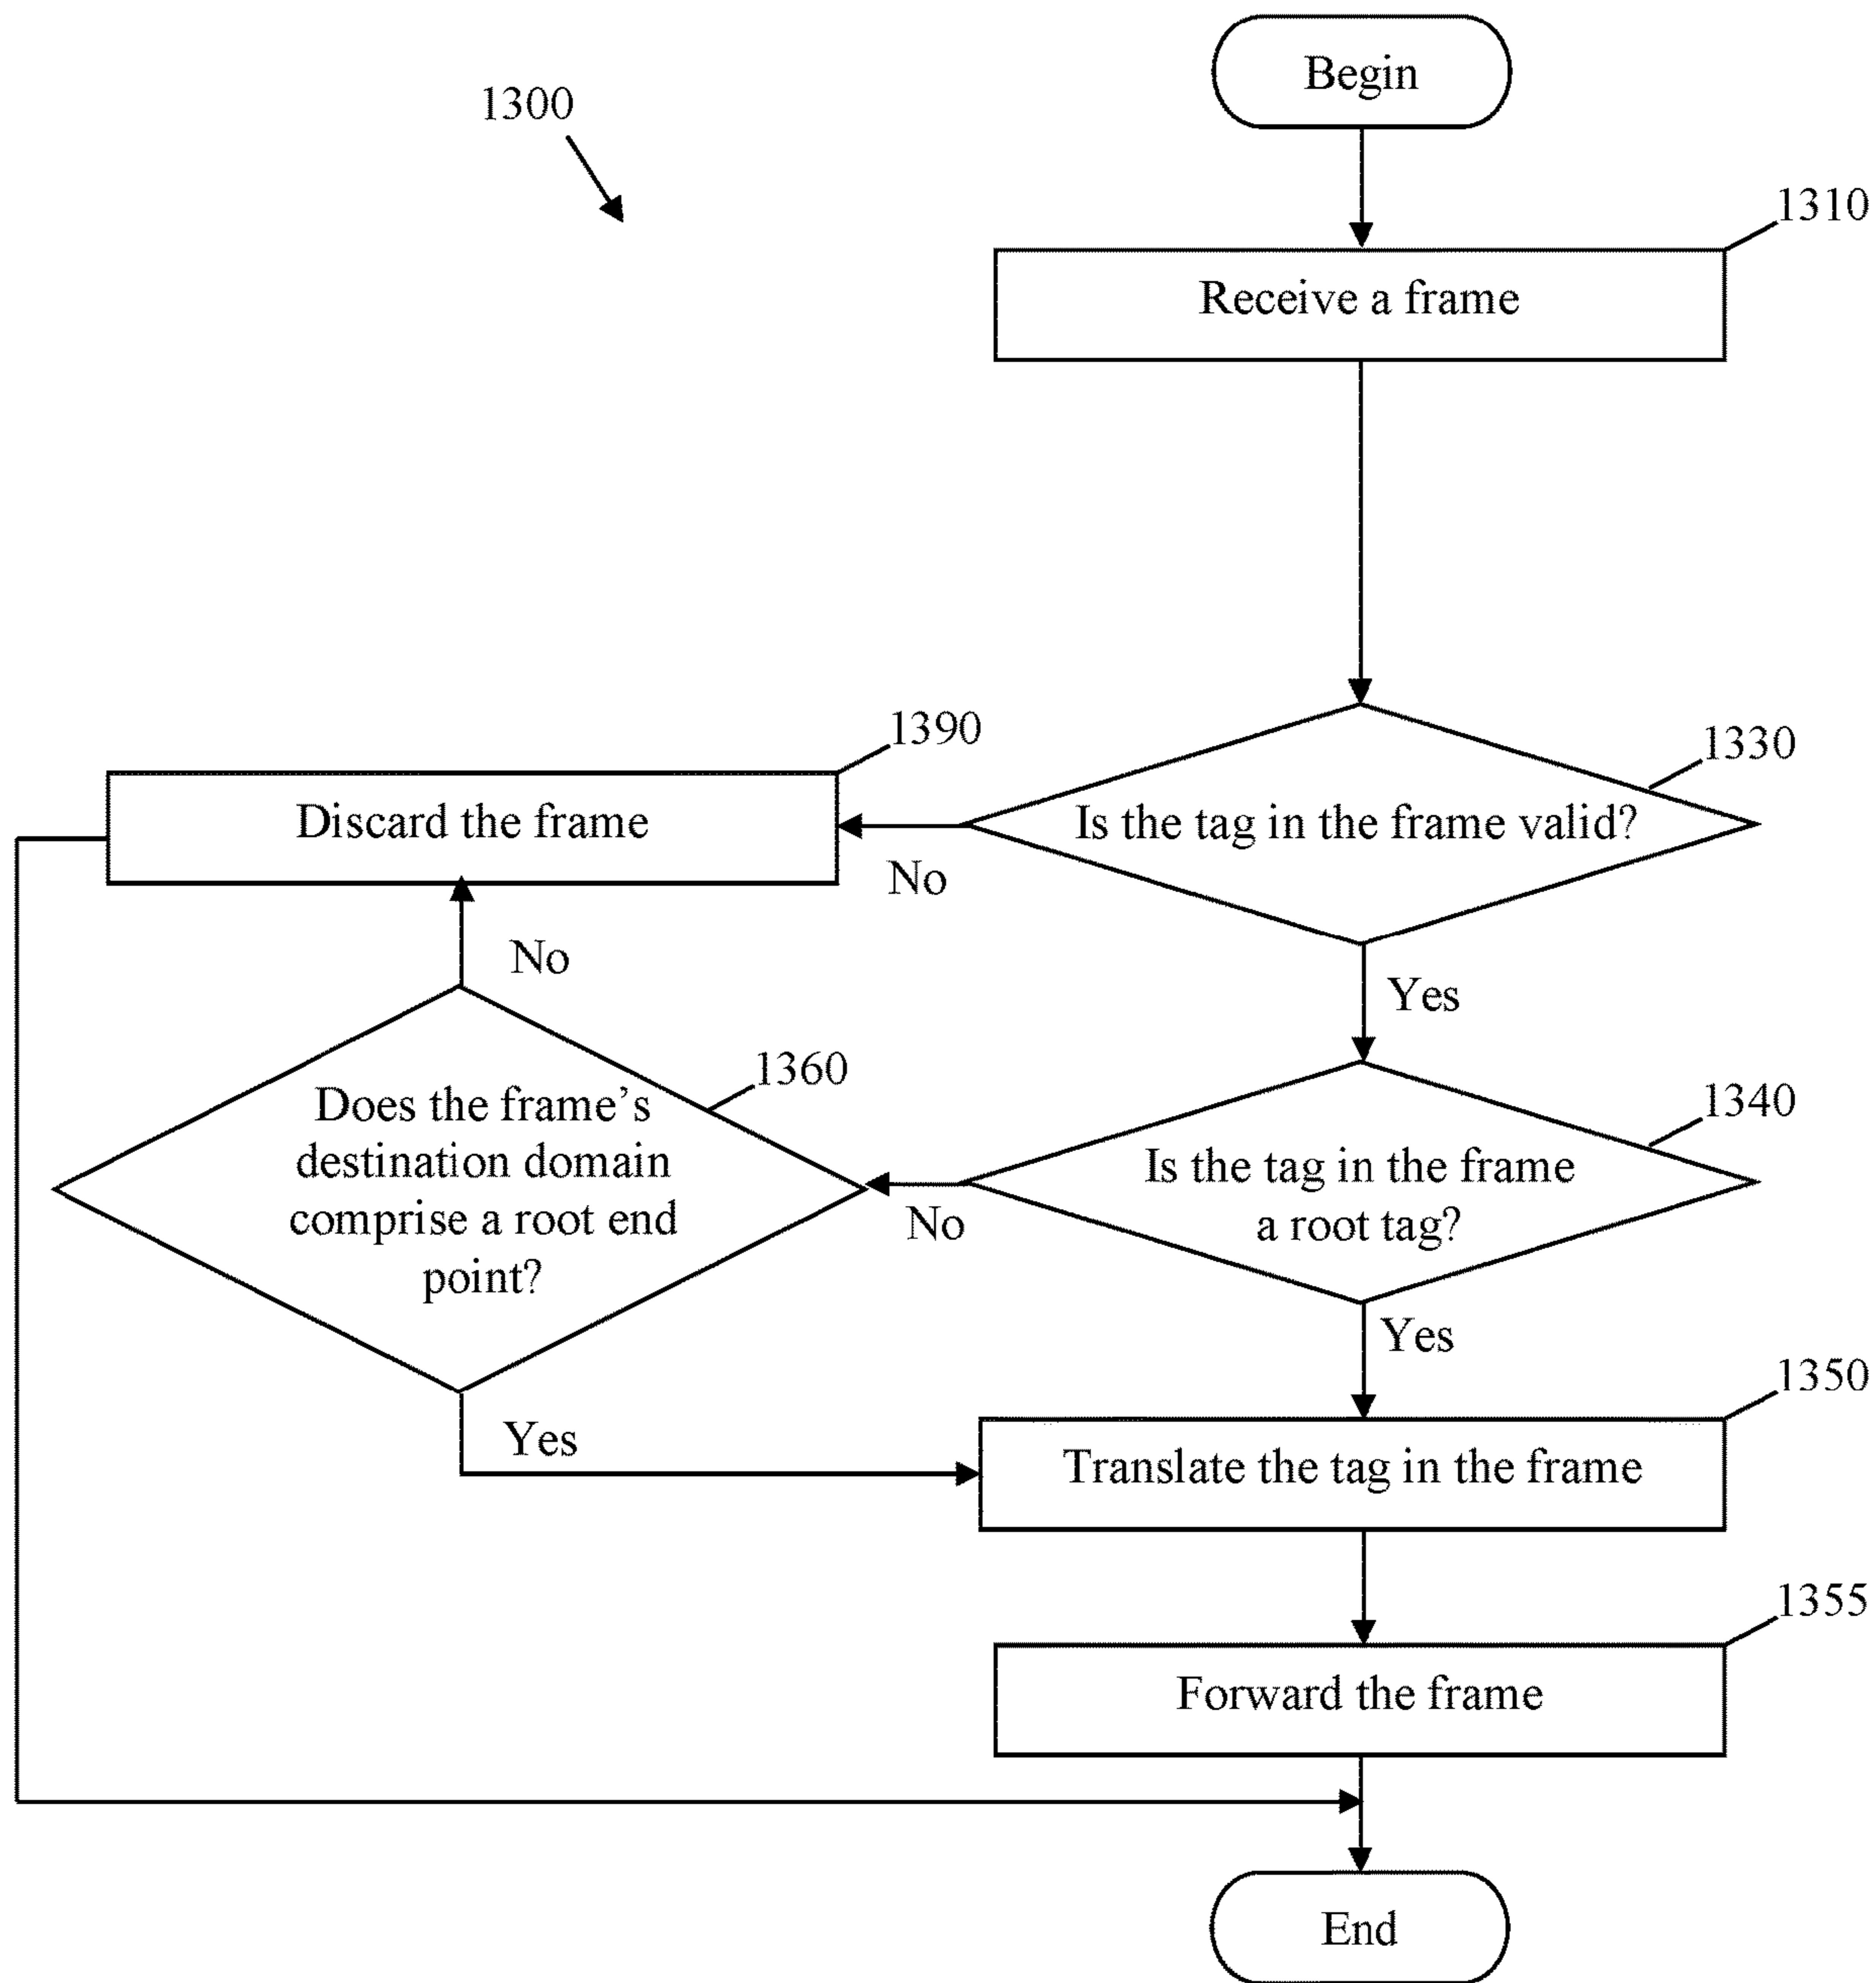 Begin
1300
1310
Receive a frame
1390
1330
Discard the frame
Is the tag in the frame valid?
No
No
Yes
1360
1340
Does the frame’s
destination domain
comprise a root end
point?
Is the tag in the frame
a root tag?
No
Yes
1350
Yes
Translate the tag in the frame
1355
Forward the frame
End